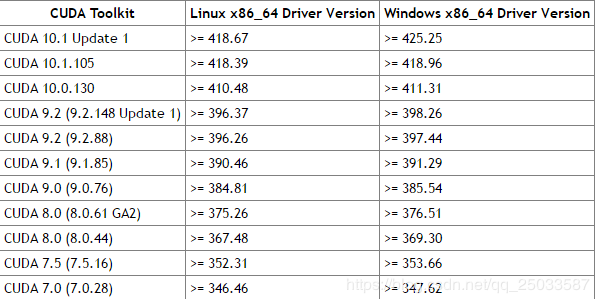 CUDA Toolkit Linux x86_64 Driver Version Windows x86_64 Driver Version
CUDA 10.1 Update 1 >= 418.67 >= 425.25
CUDA 10.1.105 >= 418.39 >= 418.96
CUDA 10.0.130 >= 410.48 >= 411.31
CUDA 9.2 (9.2.148 Update 1) >= 396.37 >= 398.26
CUDA 9.2 (9.2.88) >= 396.26 >= 397.44
CUDA 9.1 (9.1.85) >= 390.46 >= 391.29
CUDA 9.0 (9.0.76) >= 384.81 >= 385.54
CUDA 8.0 (8.0.61 GA2) >= 375.26 >= 376.51
CUDA 8.0 (8.0.44) >= 367.48 >= 369.30
CUDA 7.5 (7.5.16) >= 352.31 >= 353.66
CUDA 7.0 (7.0.28) >= 346.46 >= 347.62
https://blog.csdn.net/qq_25033587